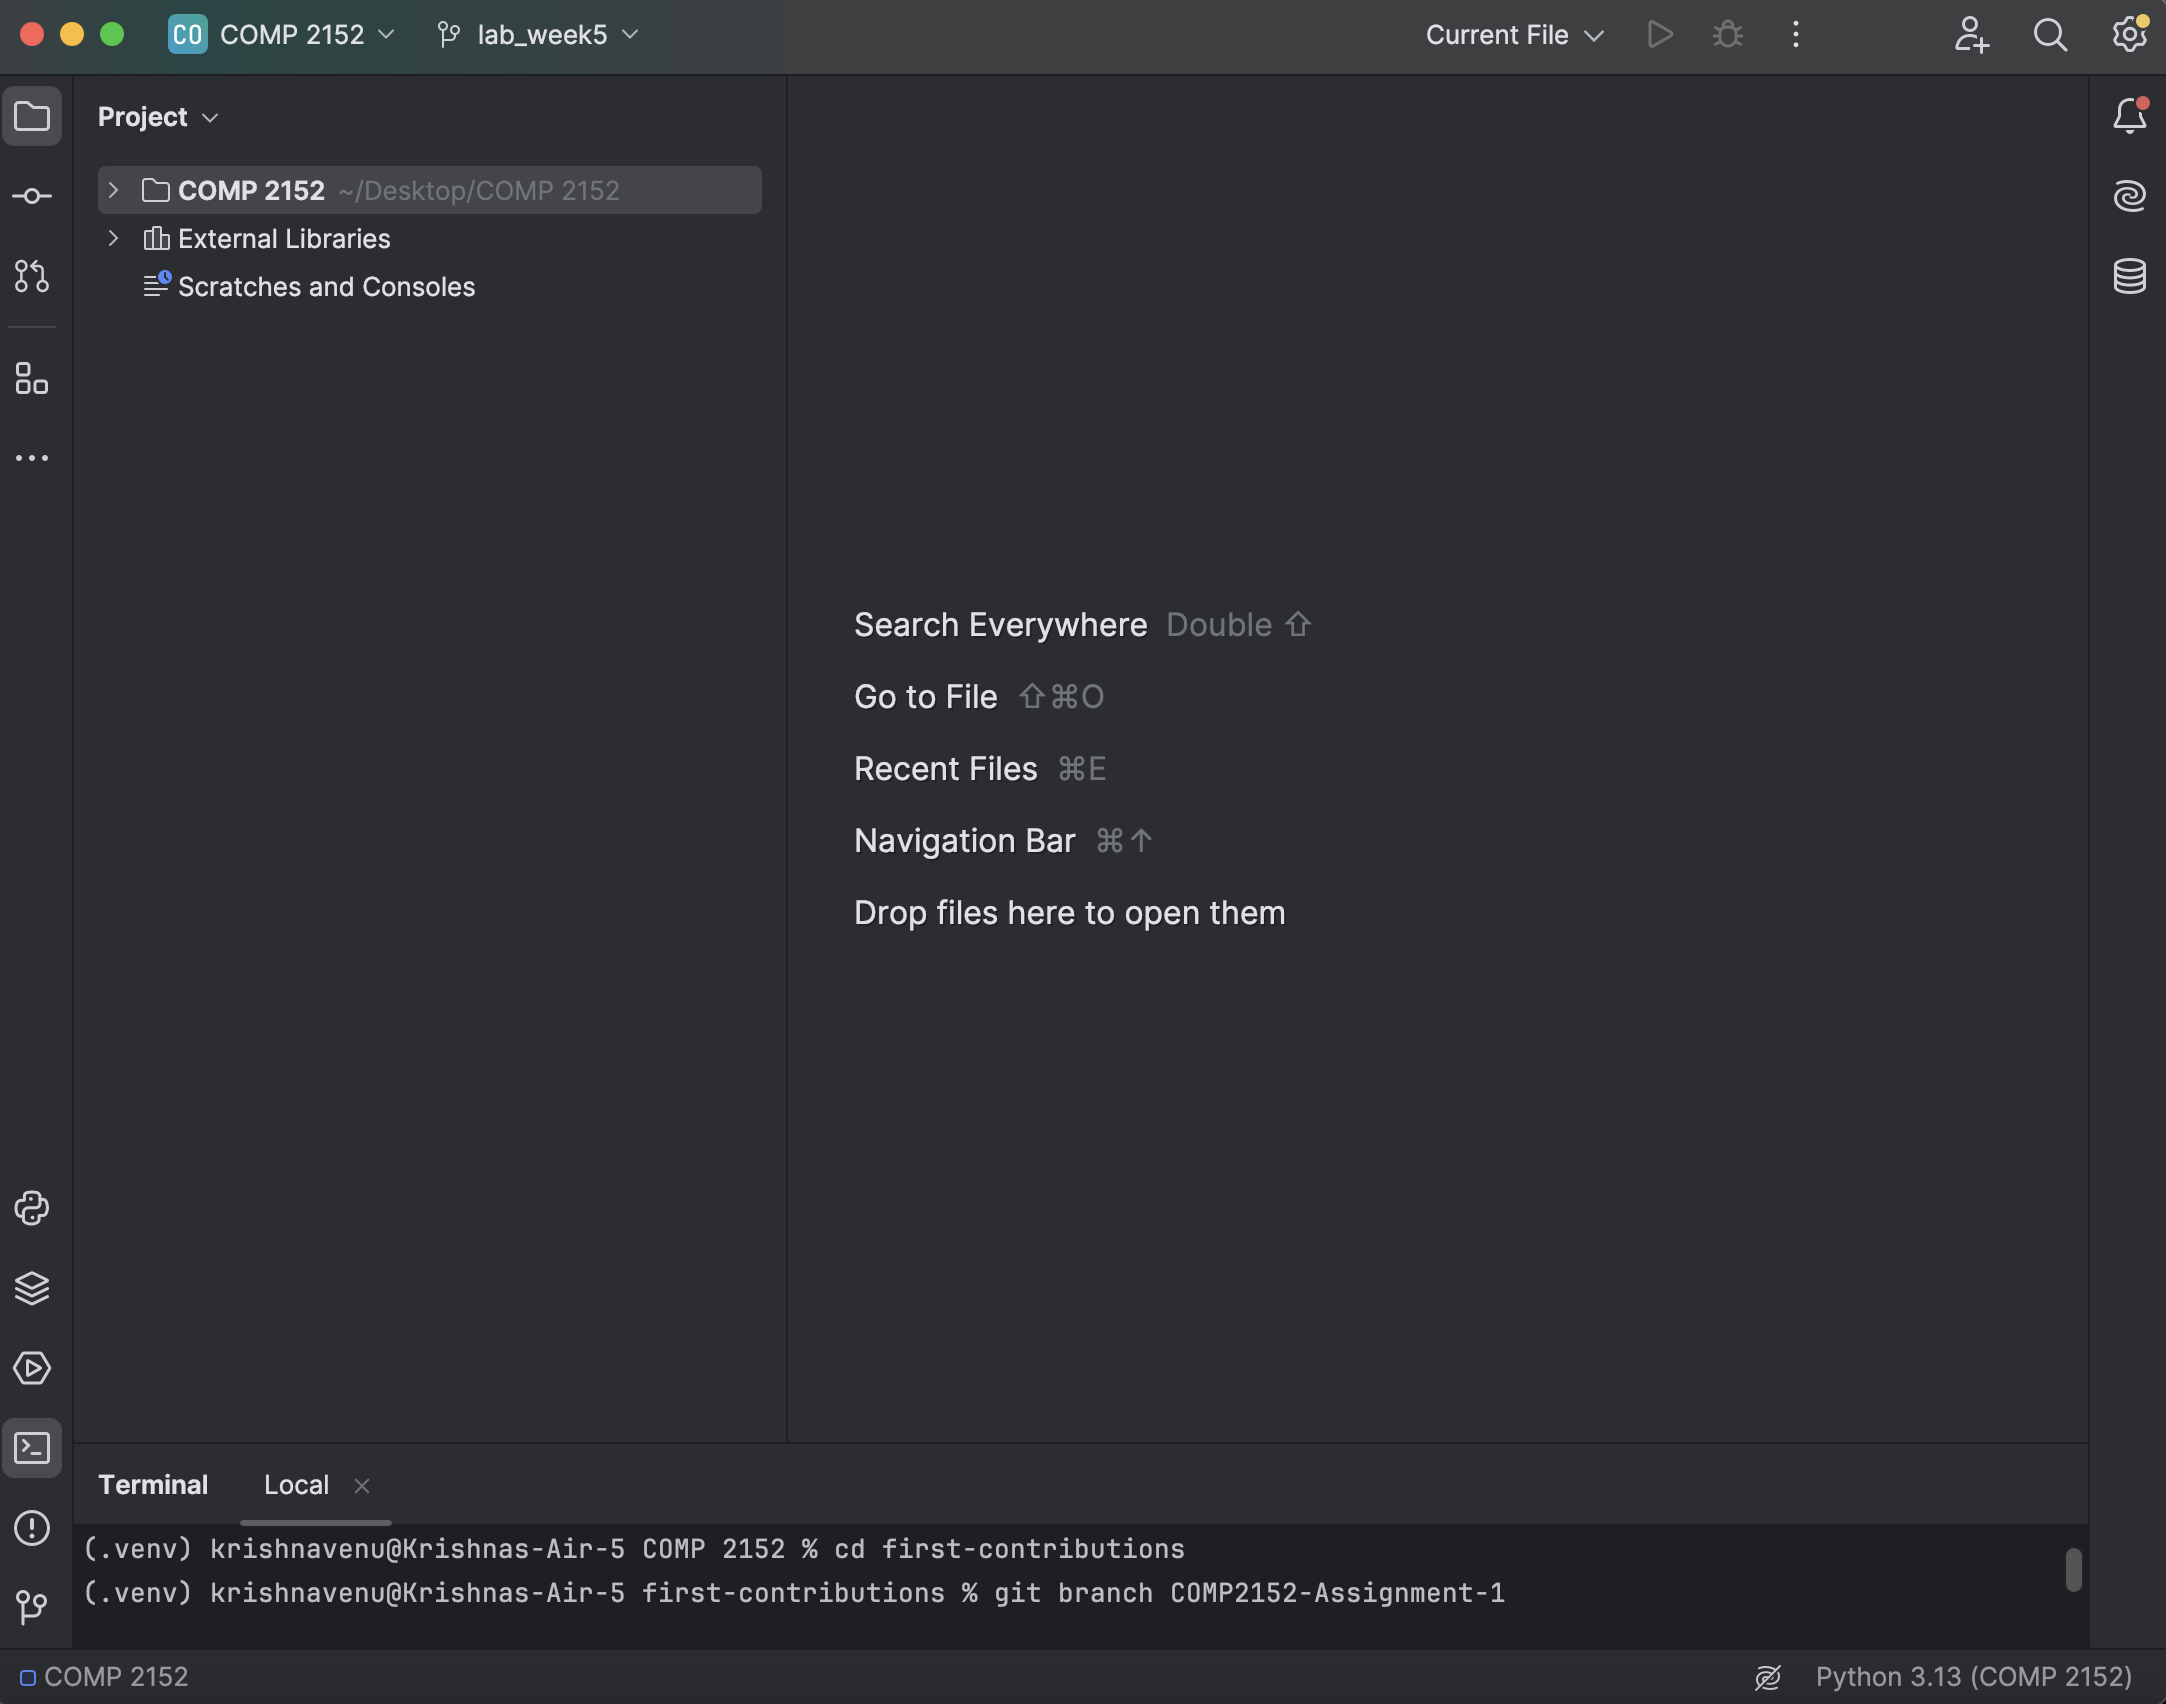 CO COMP 2152 lab_week5 Current File
Project
COMP 2152 ~/Desktop/COMP 2152
External Libraries
Scratches and Consoles
Search Everywhere Double ⇧
Go to File ⇧⌘O
Recent Files ⌘E
Navigation Bar ⌘↑
Drop files here to open them
Terminal Local
(.venv) krishnavenu@Krishnas-Air-5 COMP 2152 % cd first-contributions
(.venv) krishnavenu@Krishnas-Air-5 first-contributions % git branch COMP2152-Assignment-1
COMP 2152 Python 3.13 (COMP 2152)